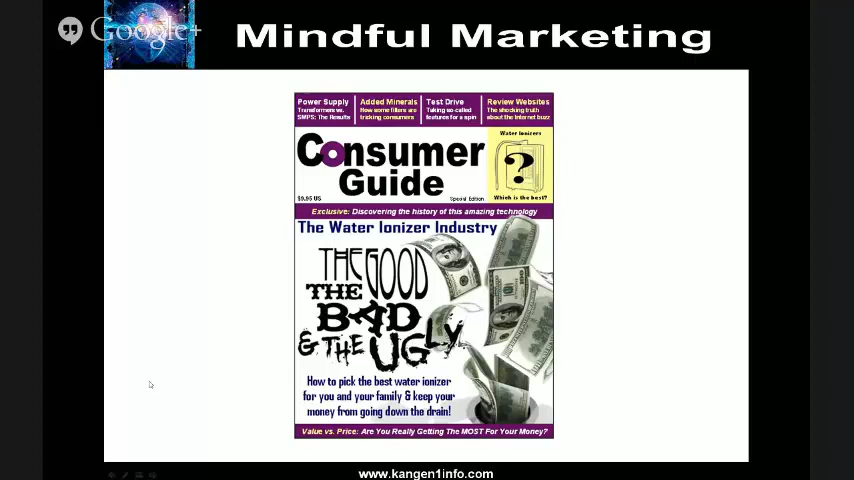 Google+
Mindful Marketing
Power Supply
Transformers vs.
SMPS: The Results
Added Minerals
How some filters are
tricking consumers
Test Drive
Taking so-called
features for a spin
Review Websites
The shocking truth
about the Internet buzz
Consumer
Guide
$9.95 US
Special Edition
Water Ionizers
?
Which is the best?
Exclusive: Discovering the history of this amazing technology
The Water Ionizer Industry
THE GOOD
THE
BAD
& THE UGLY
How to pick the best water ionizer
for you and your family & keep your
money from going down the drain!
Value vs. Price: Are You Really Getting The MOST For Your Money?
www.kangen1info.com